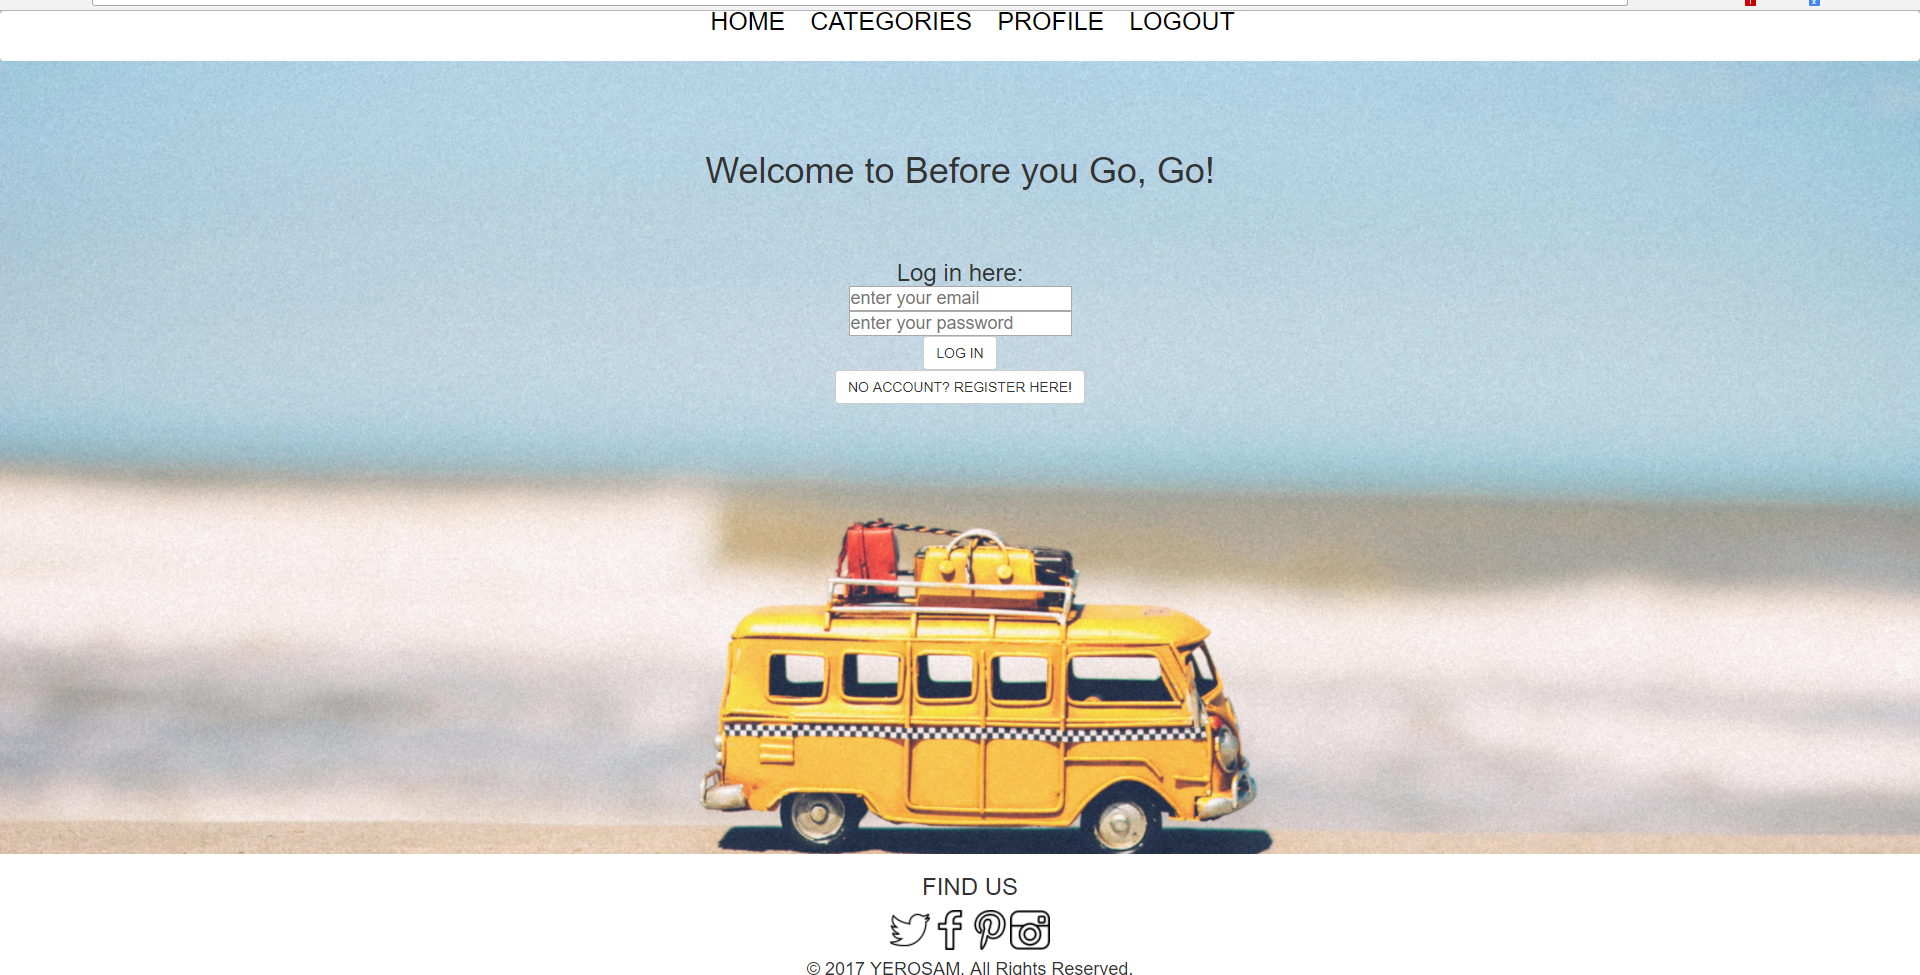 HOME CATEGORIES PROFILE LOGOUT
Welcome to Before you Go, Go!
Log in here:
enter your email
enter your password
LOG IN
NO ACCOUNT? REGISTER HERE!
FIND US
© 2017 YEROSAM. All Rights Reserved.